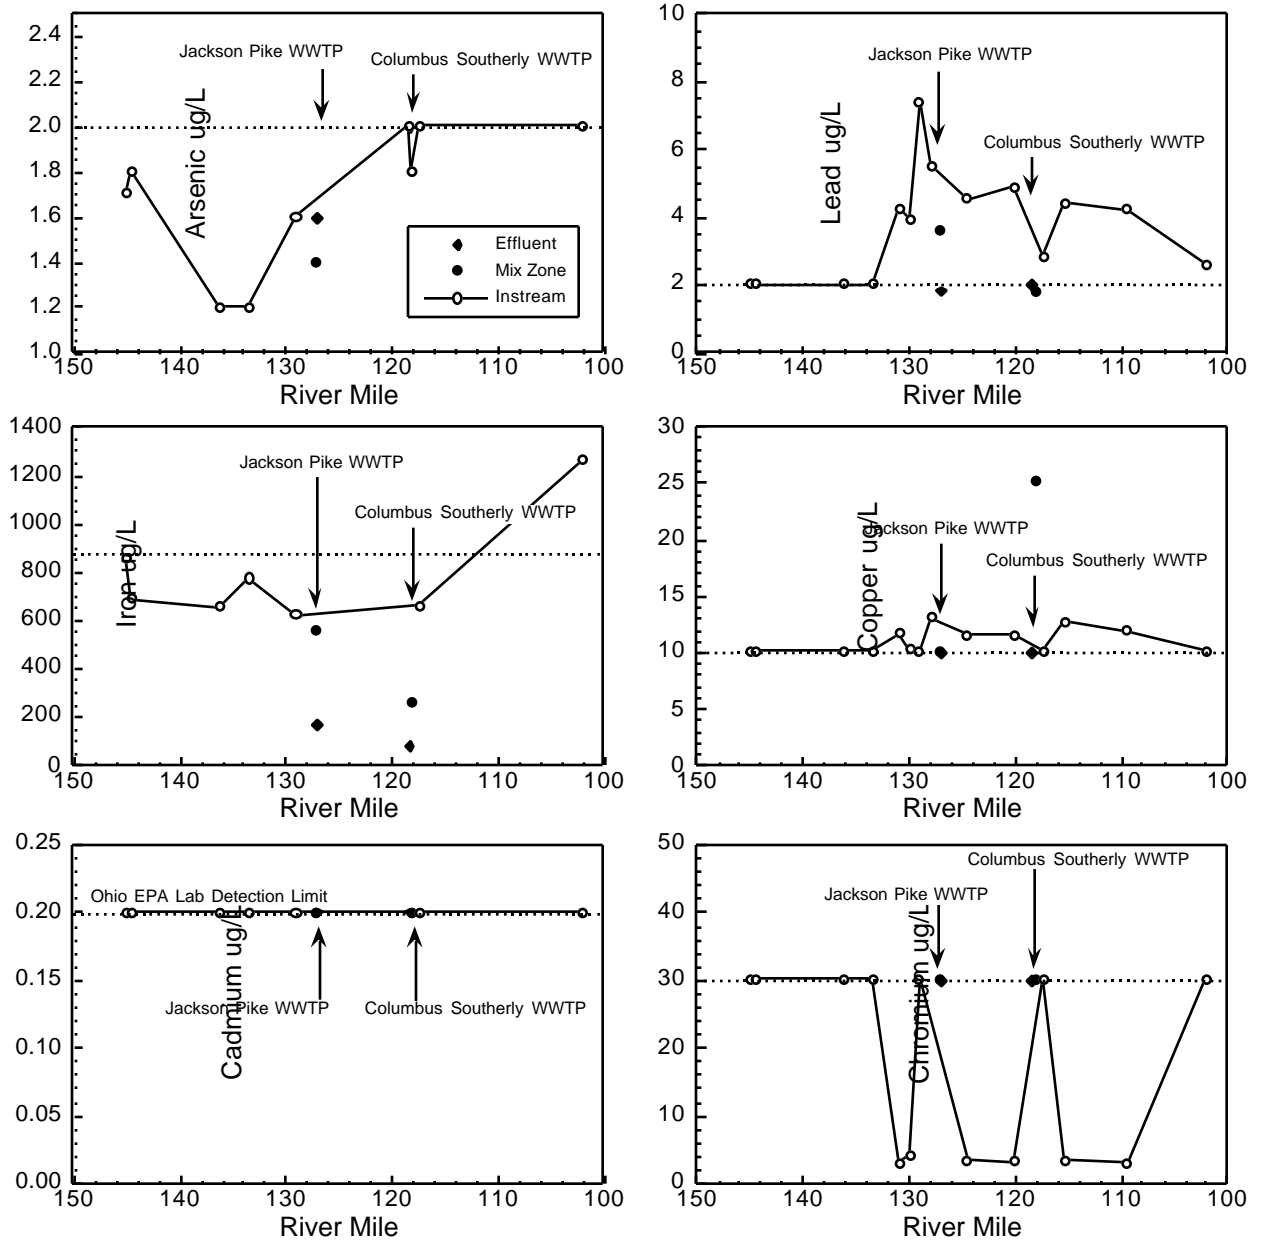 2.4
2.2
2.0
1.8
1.6
1.4
1.2
1.0
Arsenic ug/L
Jackson Pike WWTP
Columbus Southerly WWTP
Effluent
Mix Zone
Instream
150 140 130 120 110 100
River Mile
10
8
6
4
2
0
Lead ug/L
Jackson Pike WWTP
Columbus Southerly WWTP
150 140 130 120 110 100
River Mile
1400
1200
1000
800
600
400
200
0
Iron ug/L
Jackson Pike WWTP
Columbus Southerly WWTP
150 140 130 120 110 100
River Mile
30
25
20
15
10
5
0
Copper ug/L
Jackson Pike WWTP
Columbus Southerly WWTP
150 140 130 120 110 100
River Mile
0.25
0.20
0.15
0.10
0.05
0.00
Cadmium ug/L
Ohio EPA Lab Detection Limit
Jackson Pike WWTP
Columbus Southerly WWTP
150 140 130 120 110 100
River Mile
50
40
30
20
10
0
Chromium ug/L
Columbus Southerly WWTP
Jackson Pike WWTP
150 140 130 120 110 100
River Mile